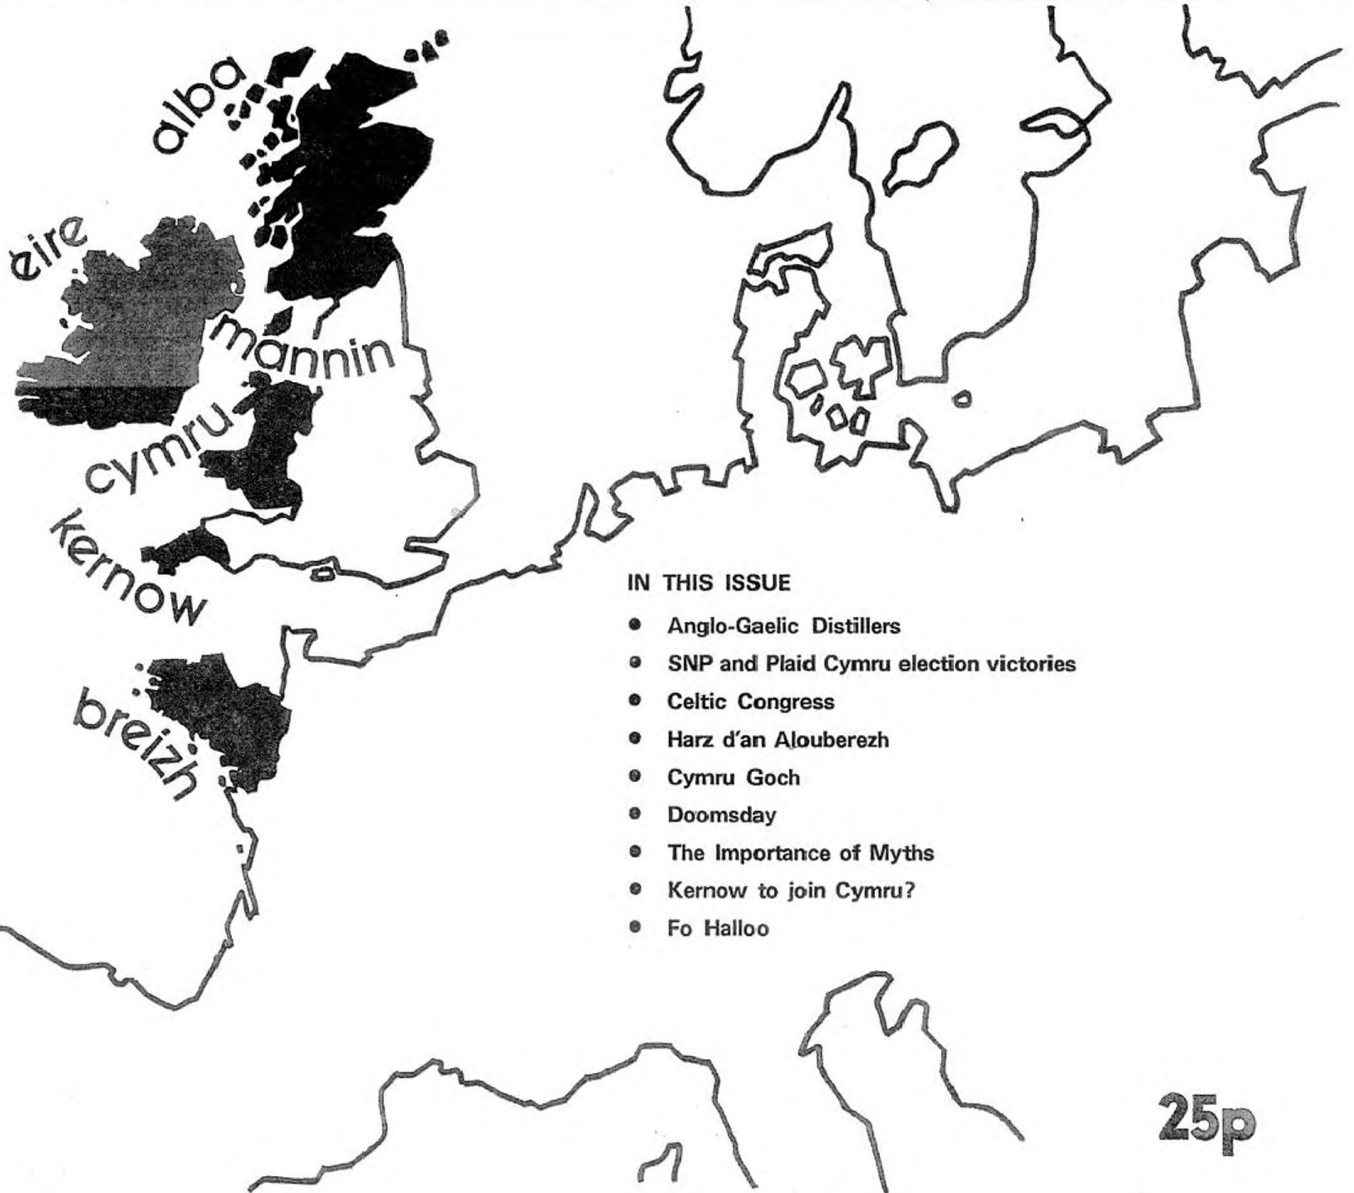 alba
eire
mannin
cymru
kernow
breizh
IN THIS ISSUE
• Anglo-Gaelic Distillers
• SNP and Plaid Cymru election victories
• Celtic Congress
• Harz d'an Alouberezh
• Cymru Goch
• Doomsday
• The Importance of Myths
• Kernow to join Cymru?
• Fo Halloo
25p